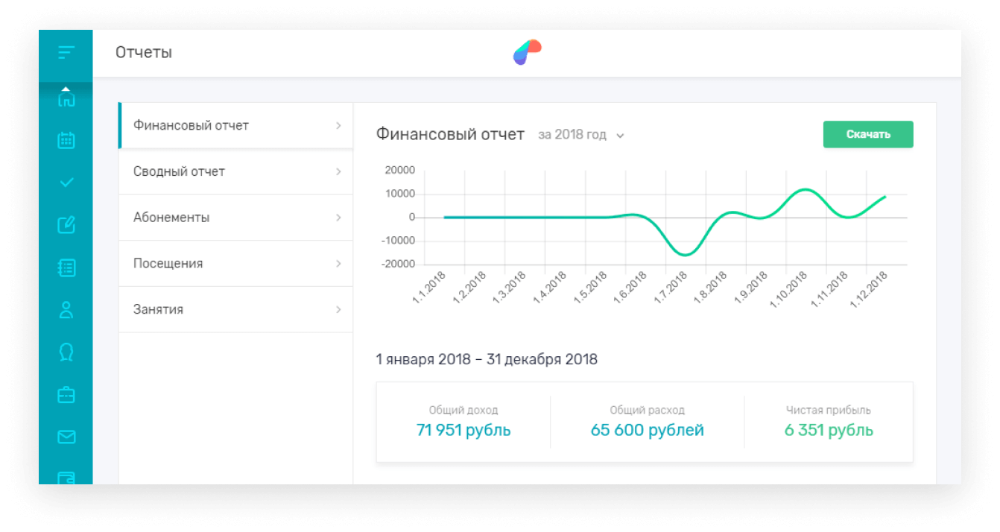 Отчеты
Финансовый отчет
Сводный отчет
Абонементы
Посещения
Занятия
Финансовый отчет за 2018 год
Скачать
20000
10000
0
-10000
-20000
1.1.2018
1.2.2018
1.3.2018
1.4.2018
1.5.2018
1.6.2018
1.7.2018
1.8.2018
1.9.2018
1.10.2018
1.11.2018
1.12.2018
1 января 2018 – 31 декабря 2018
Общий доход
71 951 рубль
Общий расход
65 600 рублей
Чистая прибыль
6 351 рубль